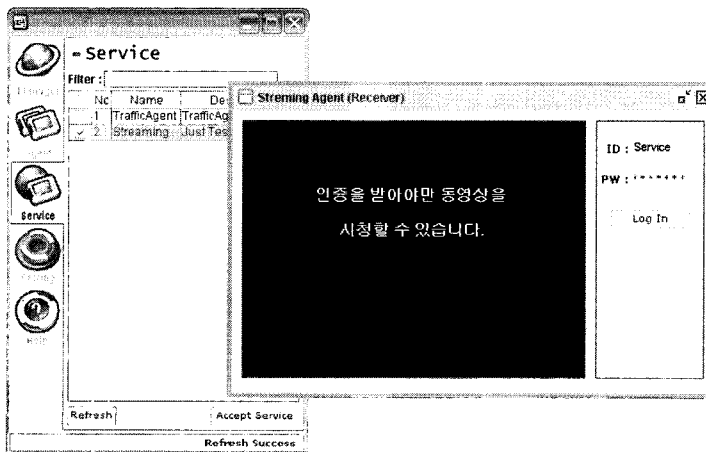 - Service
Filter :
No Name De
1 TrafficAgent TrafficAg
✓ 2 Streaming Just Tes
Service
Help
Refresh
Accept Service
Refresh Success
Streming Agent (Receiver)
인증을 받아야만 동영상을
시청할 수 있습니다.
ID : Service
PW : *******
Log In